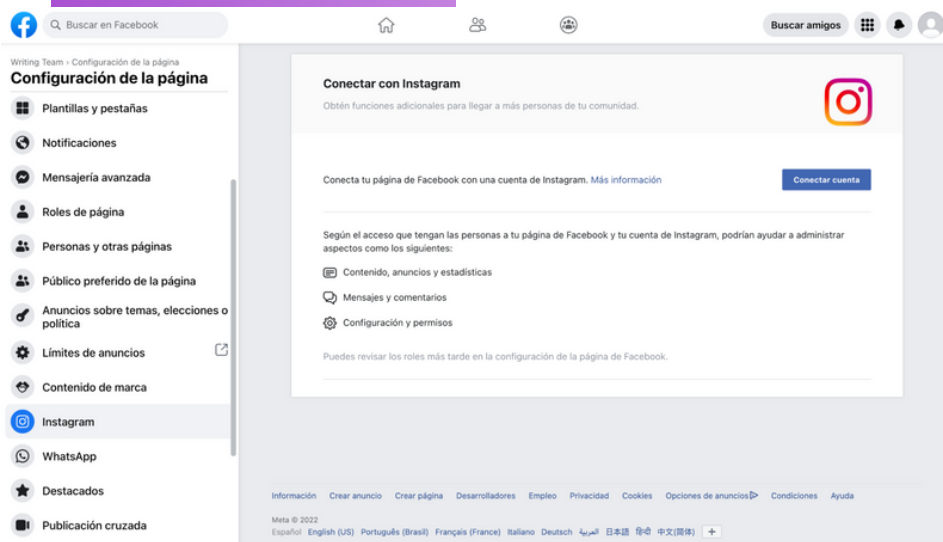 Buscar en Facebook
Buscar amigos
Writing Team › Configuración de la página
Configuración de la página
Plantillas y pestañas
Notificaciones
Mensajería avanzada
Roles de página
Personas y otras páginas
Público preferido de la página
Anuncios sobre temas, elecciones o
política
Límites de anuncios
Contenido de marca
Instagram
WhatsApp
Destacados
Publicación cruzada
Conectar con Instagram
Obtén funciones adicionales para llegar a más personas de tu comunidad.
Conecta tu página de Facebook con una cuenta de Instagram. Más información
Conectar cuenta
Según el acceso que tengan las personas a tu página de Facebook y tu cuenta de Instagram, podrían ayudar a administrar
aspectos como los siguientes:
Contenido, anuncios y estadísticas
Mensajes y comentarios
Configuración y permisos
Puedes revisar los roles más tarde en la configuración de la página de Facebook.
Información Crear anuncio Crear página Desarrolladores Empleo Privacidad Cookies Opciones de anuncios Condiciones Ayuda
Meta © 2022
Español English (US) Português (Brasil) Français (France) Italiano Deutsch العربية 日本語 हिन्दी 中文(简体) +